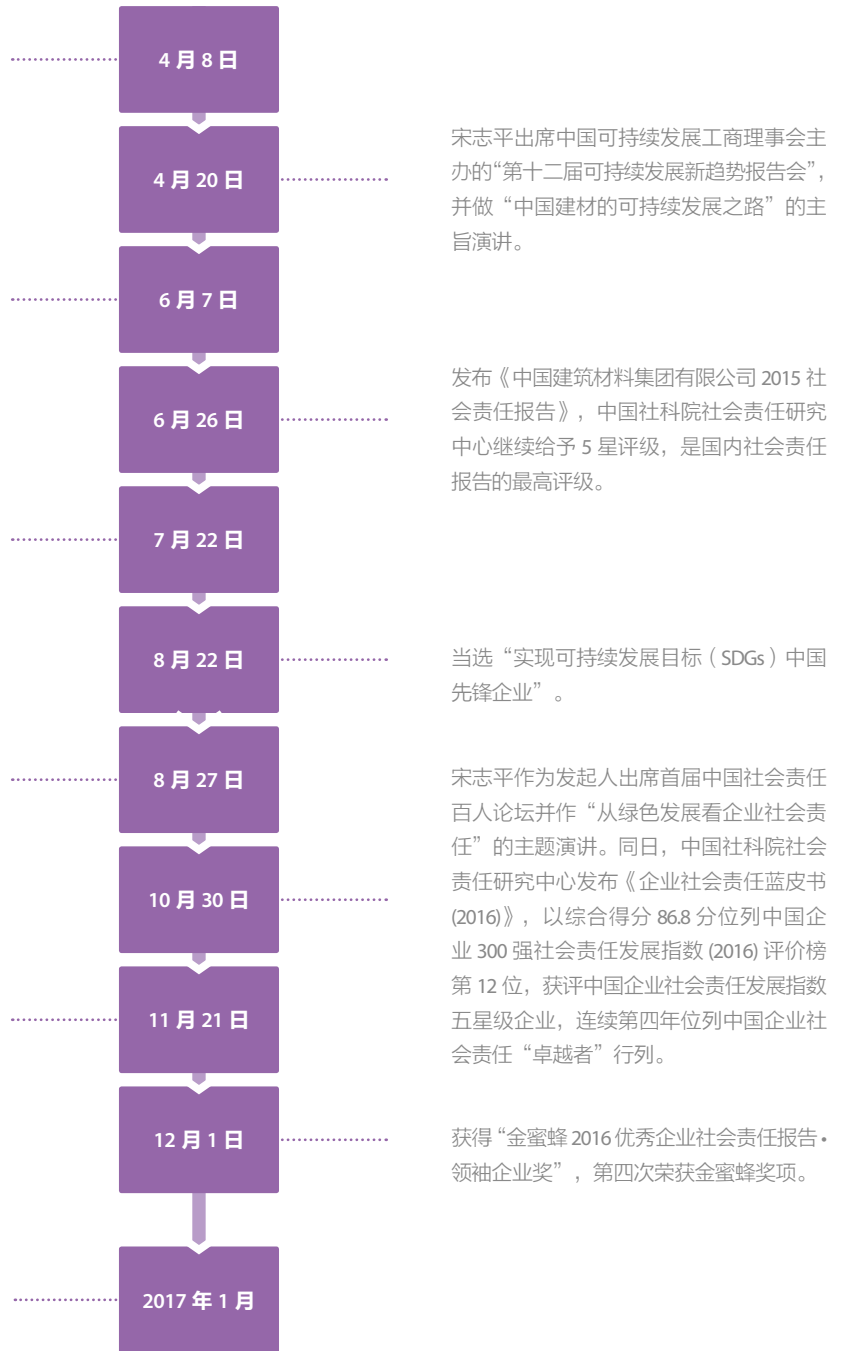 4 月 8 日
4 月 20 日
宋志平出席中国可持续发展工商理事会主
办的“第十二届可持续发展新趋势报告会”，
并做“中国建材的可持续发展之路”的主
旨演讲。
6 月 7 日
6 月 26 日
发布《中国建筑材料集团有限公司 2015 社
会责任报告》，中国社科院社会责任研究
中心继续给予 5 星评级，是国内社会责任
报告的最高评级。
7 月 22 日
8 月 22 日
当选“实现可持续发展目标（SDGs）中国
先锋企业”。
8 月 27 日
10 月 30 日
宋志平作为发起人出席首届中国社会责任
百人论坛并作“从绿色发展看企业社会责
任”的主题演讲。同日，中国社科院社会
责任研究中心发布《企业社会责任蓝皮书
(2016)》，以综合得分 86.8 分位列中国企
业 300 强社会责任发展指数 (2016) 评价榜
第 12 位，获评中国企业社会责任发展指数
五星级企业，连续第四年位列中国企业社
会责任“卓越者”行列。
11 月 21 日
12 月 1 日
获得“金蜜蜂 2016 优秀企业社会责任报告•
领袖企业奖”，第四次荣获金蜜蜂奖项。
2017 年 1 月